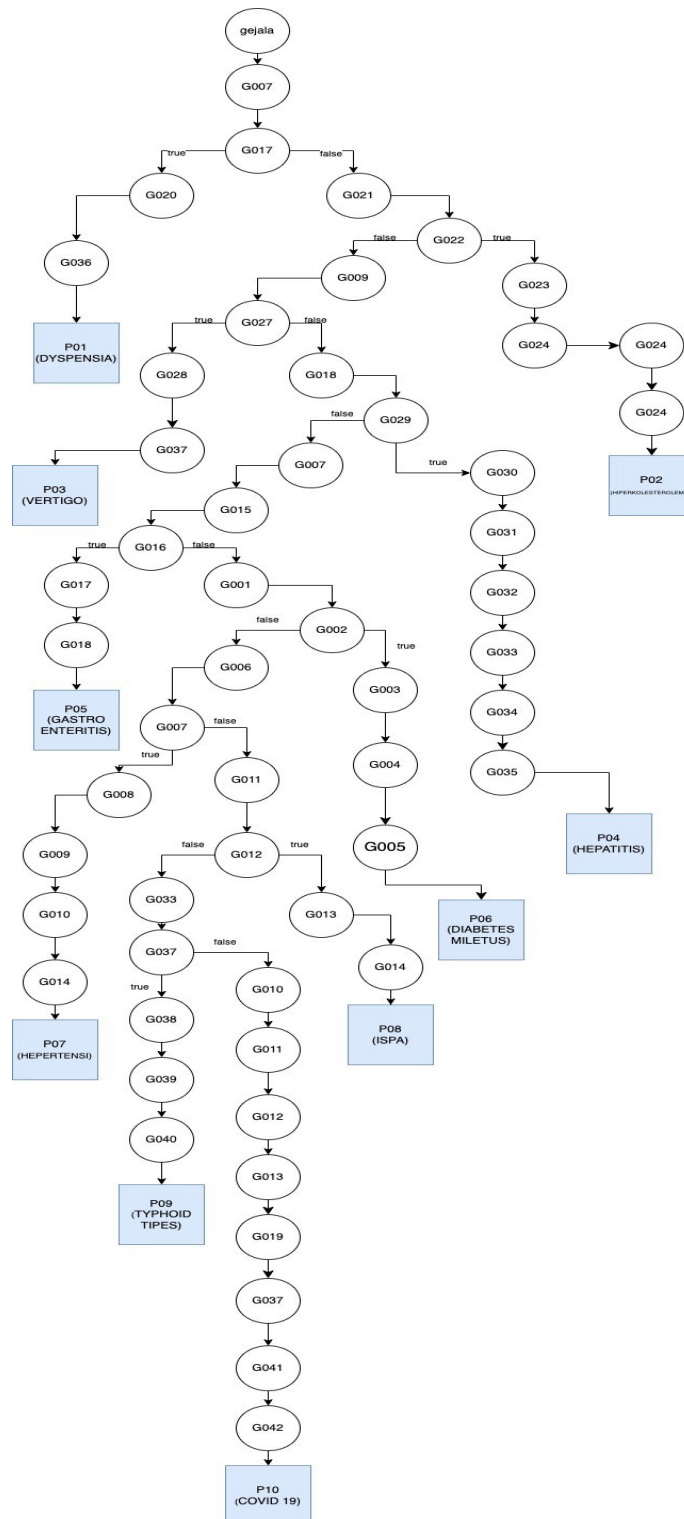 gejala
G007
G017
true
false
G020
G021
G022
false
true
G036
G009
G023
G027
true
false
G024
G024
P01
(DYSPENSIA)
G028
G018
G029
G024
false
G037
G007
true
G030
P03
(VERTIGO)
P02
(HIPERKOLESTEROLEM
G015
G031
G016
true
false
G017
G001
G032
G002
false
true
G018
G006
G033
G003
P05
(GASTRO
ENTERITIS)
G034
G007
false
true
G004
G011
G035
G008
G005
P04
(HEPATITIS)
G009
G012
false
true
G033
G013
P06
(DIABETES
MILETUS)
G010
G037
false
true
G014
G014
G010
P07
(HEPERTENSI)
G038
P08
(ISPA)
G011
G039
G012
G040
G013
P09
(TYPHOID
TIPES)
G019
G037
G041
G042
P10
(COVID 19)